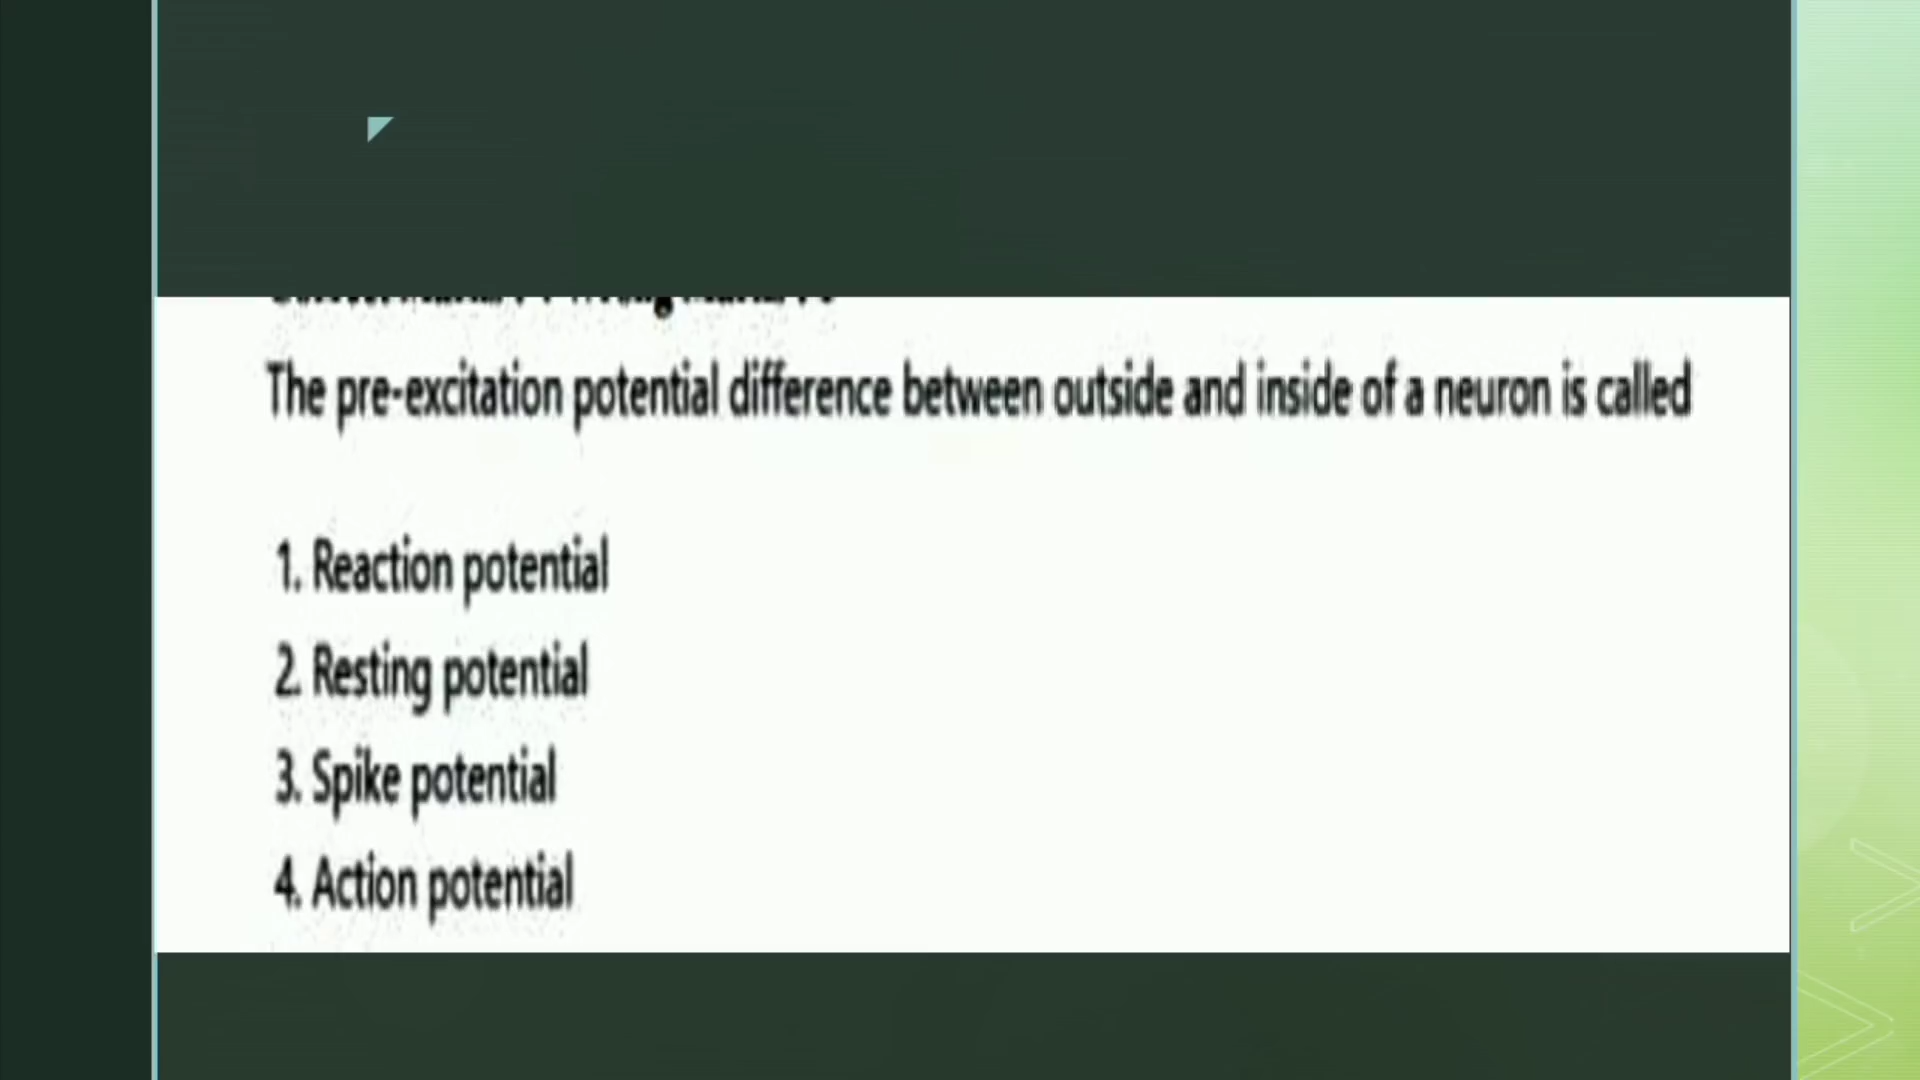 The pre-excitation potential difference between outside and inside of a neuron is called
1. Reaction potential
2. Resting potential
3. Spike potential
4. Action potential